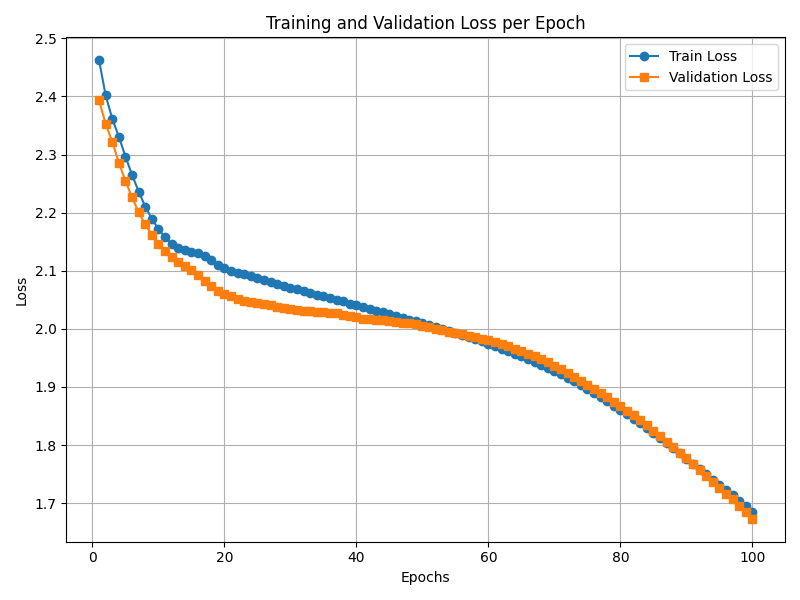 Training and Validation Loss per Epoch
Train Loss
Validation Loss
2.5
2.4
2.3
2.2
2.1
2.0
1.9
1.8
1.7
Loss
0 20 40 60 80 100
Epochs